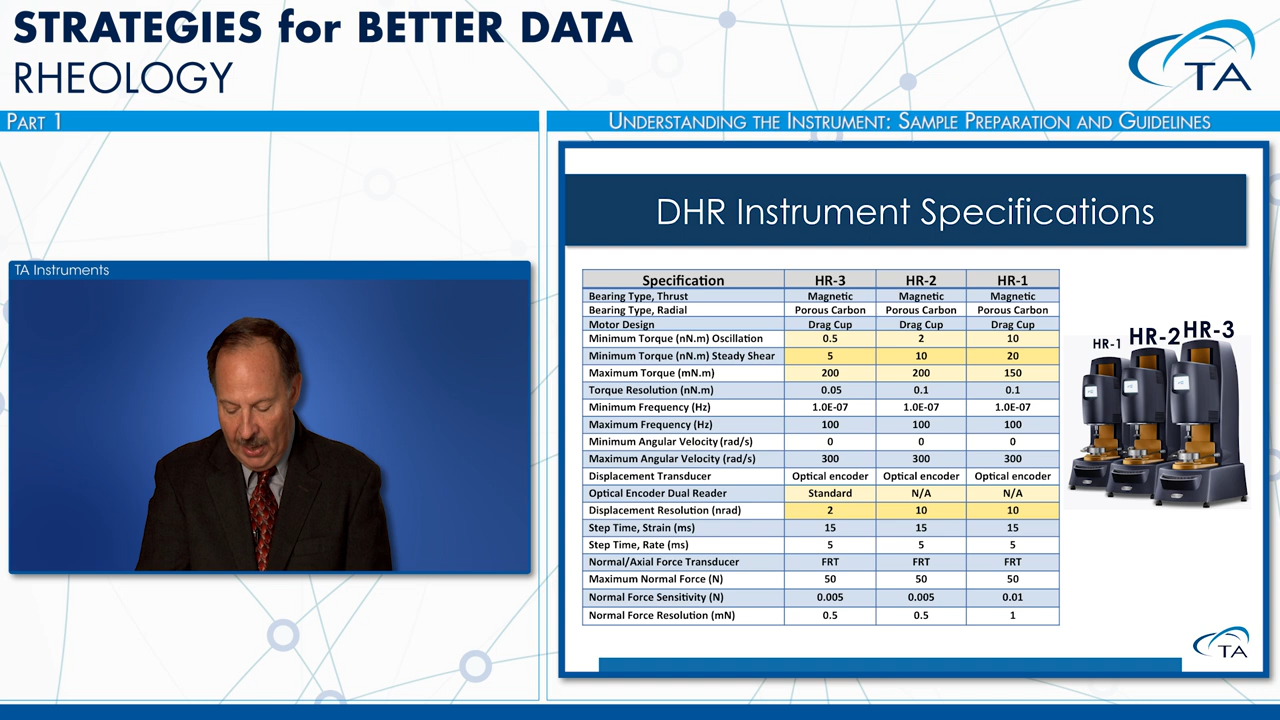 STRATEGIES for BETTER DATA
RHEOLOGY
TA
PART 1
UNDERSTANDING THE INSTRUMENT: SAMPLE PREPARATION AND GUIDELINES
TA Instruments
DHR Instrument Specifications
Specification HR-3 HR-2 HR-1
Bearing Type, Thrust Magnetic Magnetic Magnetic
Bearing Type, Radial Porous Carbon Porous Carbon Porous Carbon
Motor Design Drag Cup Drag Cup Drag Cup
Minimum Torque (nN.m) Oscillation 0.5 2 10
Minimum Torque (nN.m) Steady Shear 5 10 20
Maximum Torque (mN.m) 200 200 150
Torque Resolution (nN.m) 0.05 0.1 0.1
Minimum Frequency (Hz) 1.0E-07 1.0E-07 1.0E-07
Maximum Frequency (Hz) 100 100 100
Minimum Angular Velocity (rad/s) 0 0 0
Maximum Angular Velocity (rad/s) 300 300 300
Displacement Transducer Optical encoder Optical encoder Optical encoder
Optical Encoder Dual Reader Standard N/A N/A
Displacement Resolution (nrad) 2 10 10
Step Time, Strain (ms) 15 15 15
Step Time, Rate (ms) 5 5 5
Normal/Axial Force Transducer FRT FRT FRT
Maximum Normal Force (N) 50 50 50
Normal Force Sensitivity (N) 0.005 0.005 0.01
Normal Force Resolution (mN) 0.5 0.5 1
HR-1 HR-2 HR-3
TA